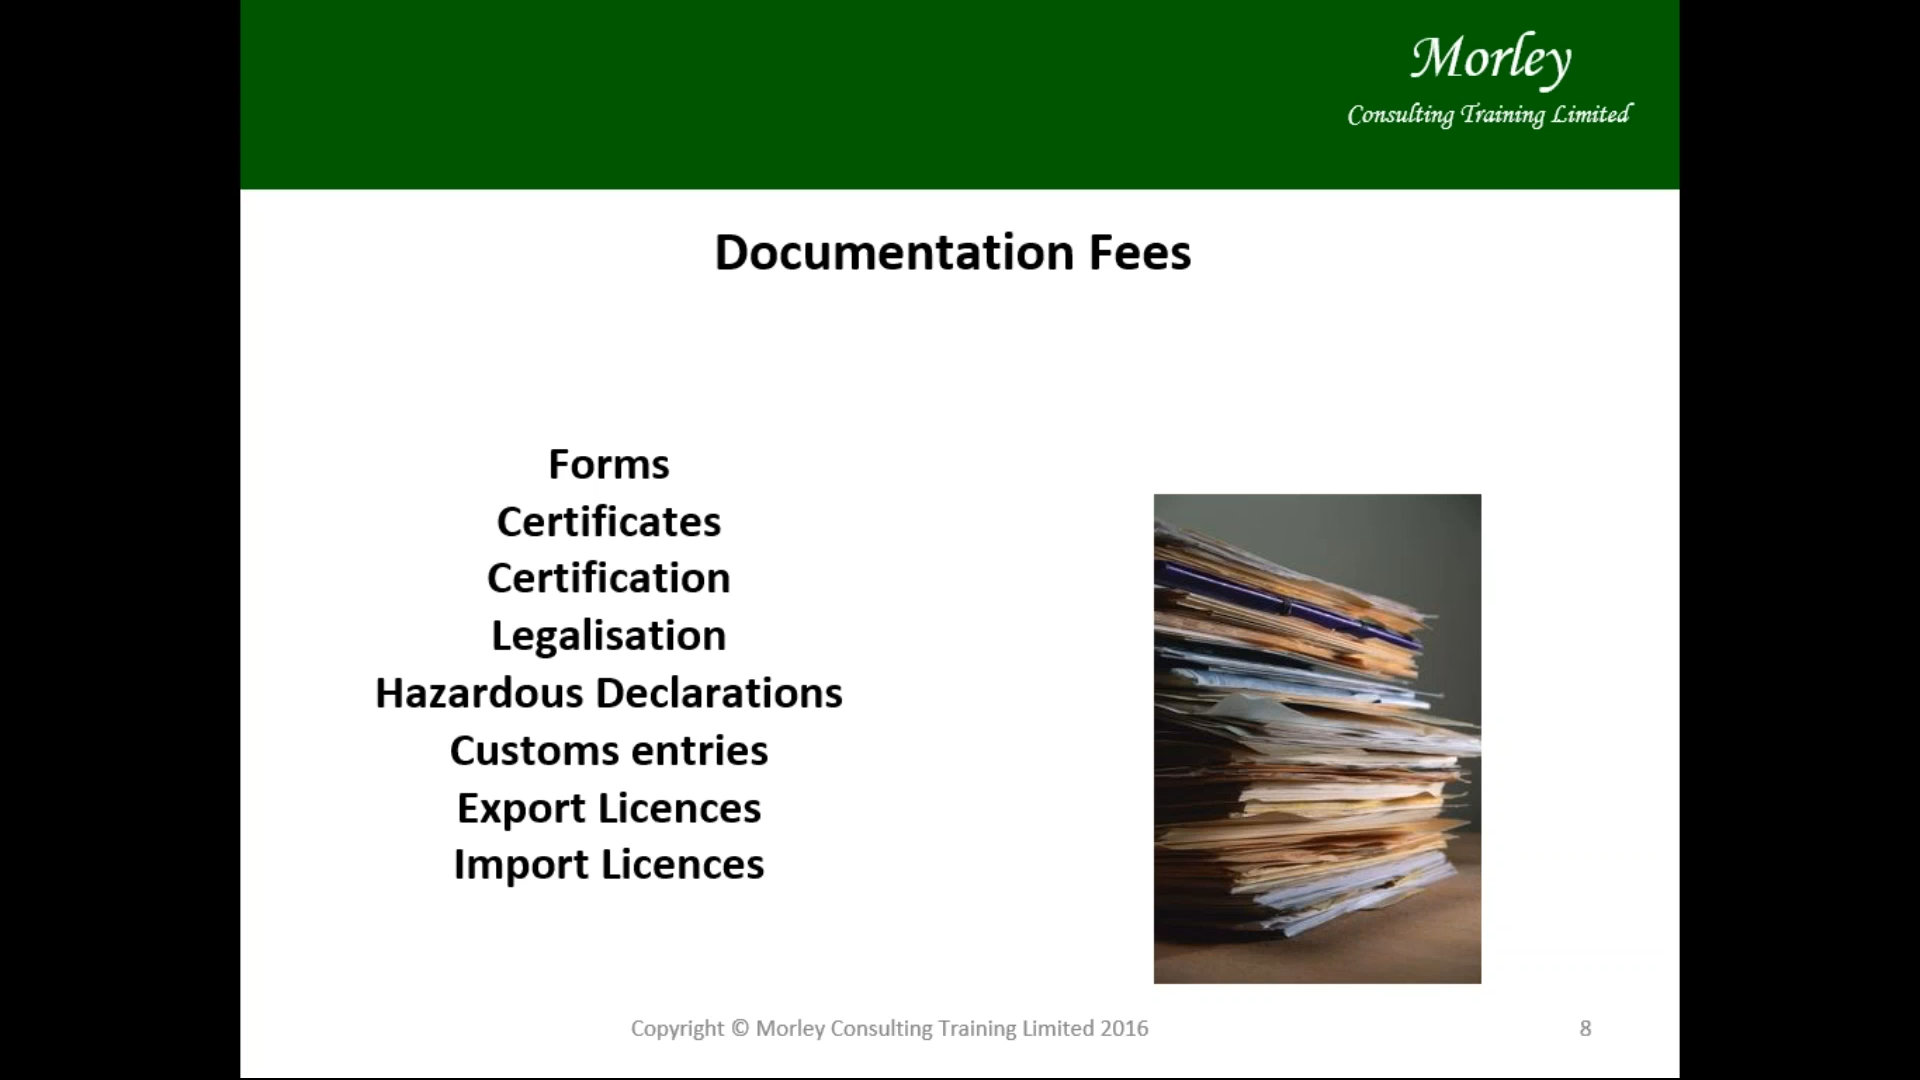 Morley
Consulting Training Limited
Documentation Fees
Forms
Certificates
Certification
Legalisation
Hazardous Declarations
Customs entries
Export Licences
Import Licences
Copyright © Morley Consulting Training Limited 2016
8